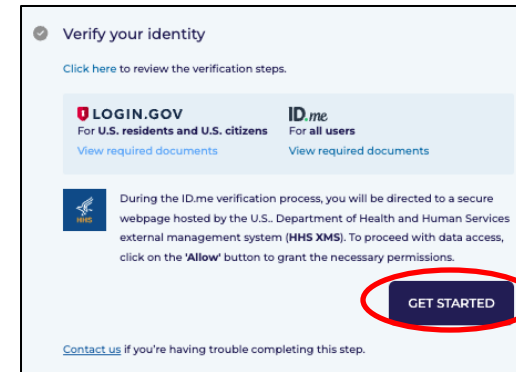 Verify your identity
Click here to review the verification steps.
LOGIN.GOV
For U.S. residents and U.S. citizens
View required documents
ID.me
For all users
View required documents
HHS
During the ID.me verification process, you will be directed to a secure
webpage hosted by the U.S.. Department of Health and Human Services
external management system (HHS XMS). To proceed with data access,
click on the 'Allow' button to grant the necessary permissions.
GET STARTED
Contact us if you're having trouble completing this step.